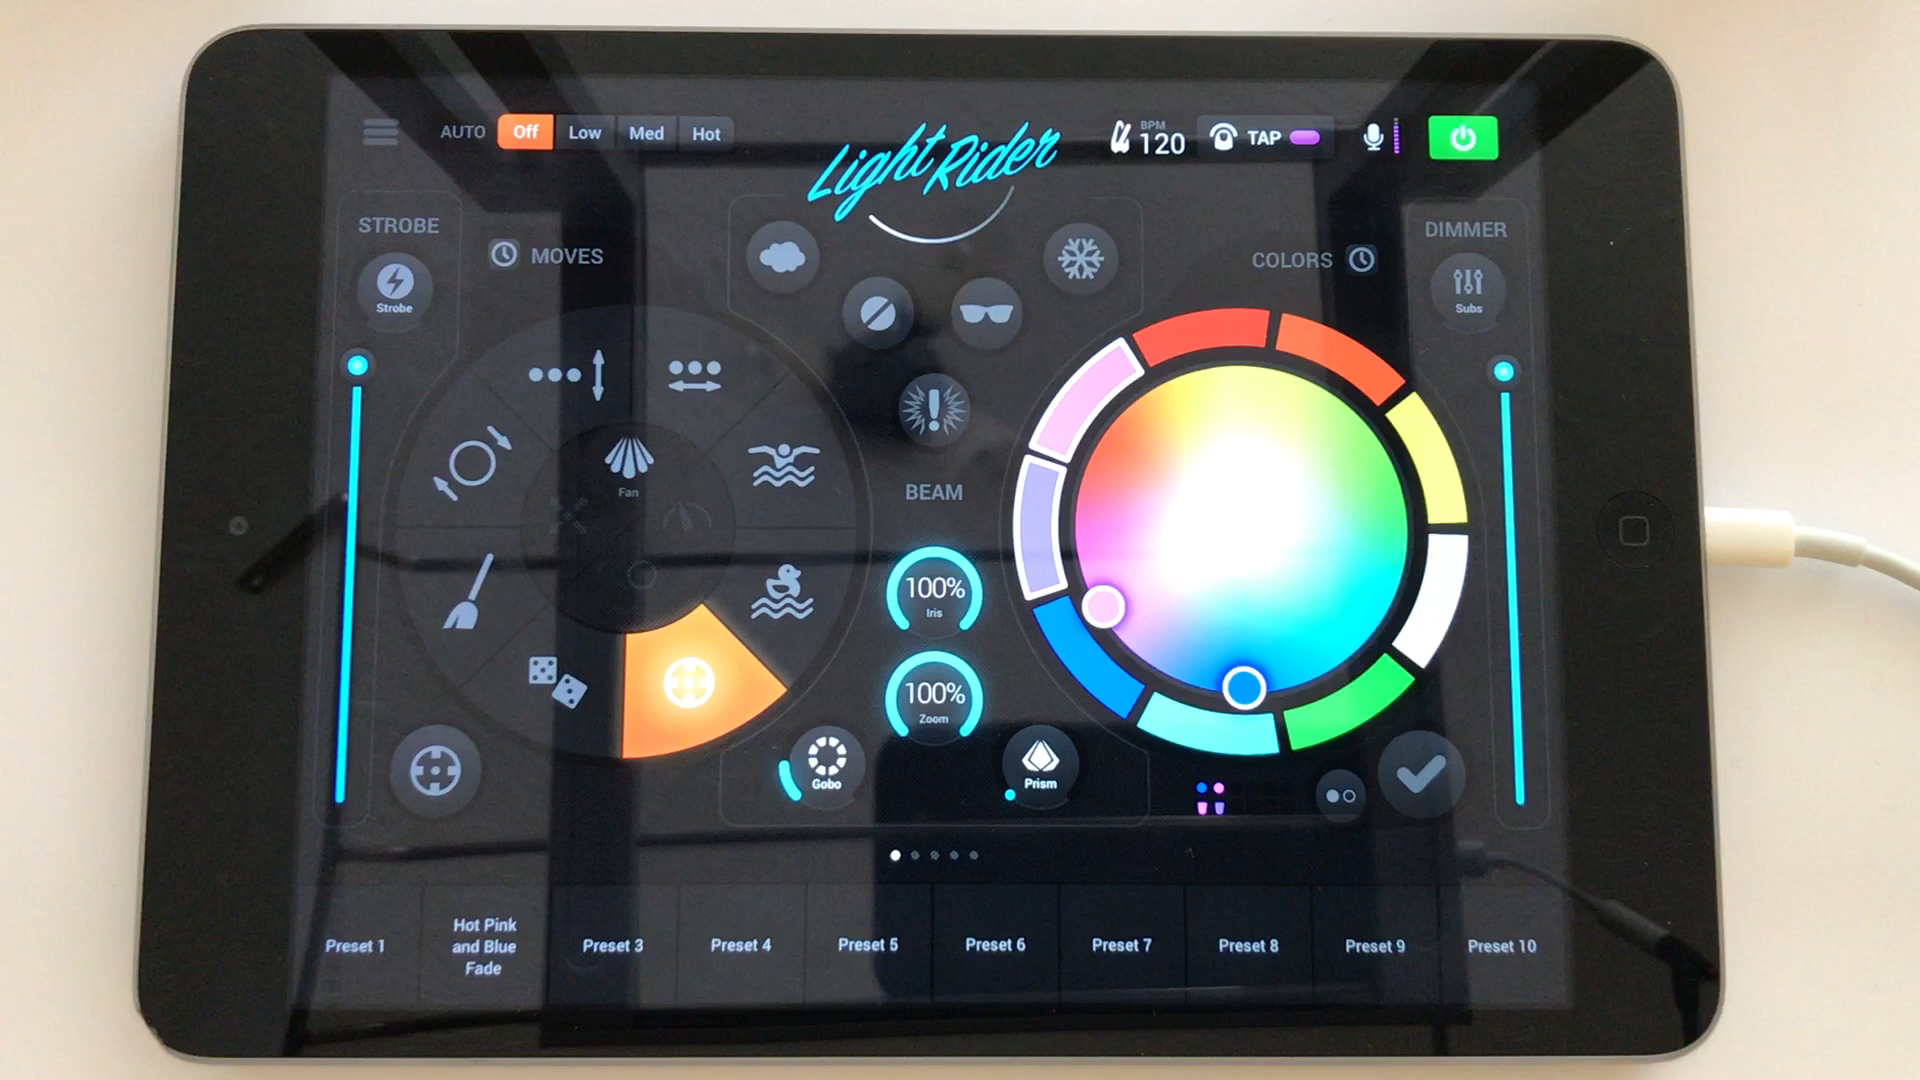 AUTO Off Low Med Hot
Light Rider
BPM
120
TAP
STROBE
Strobe
MOVES
COLORS
DIMMER
Subs
Fan
BEAM
100%
Iris
100%
Zoom
Gobo
Prism
Preset 1
Hot Pink
and Blue
Fade
Preset 3
Preset 4
Preset 5
Preset 6
Preset 7
Preset 8
Preset 9
Preset 10